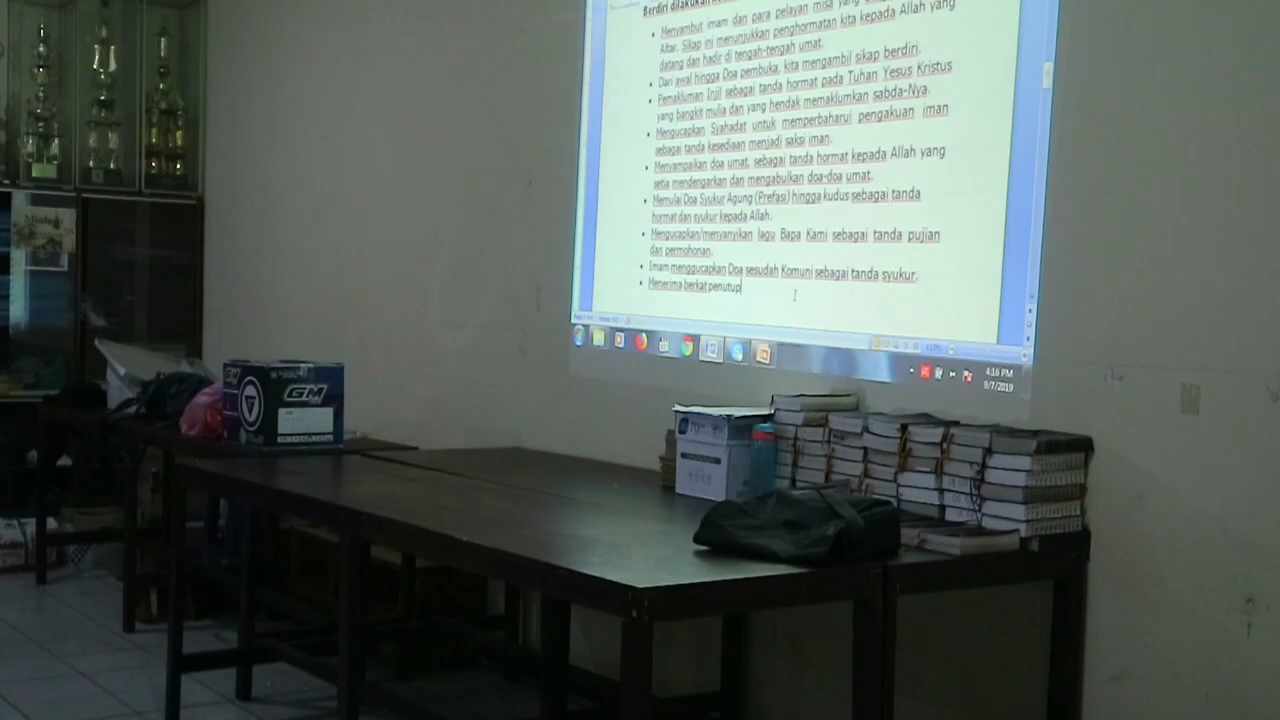 Berdiri dilakukan
Menyambut imam dan para pelayan misa yang
Altar. Sikap ini menunjukkan penghormatan kita kepada Allah yang
datang dan hadir di tengah-tengah umat.
Dari awal hingga Doa pembuka, kita mengambil sikap berdiri.
Pemakluman Injil sebagai tanda hormat pada Tuhan Yesus Kristus
yang bangkit mulia dan yang hendak memaklumkan sabda-Nya.
Mengucapkan Syahadat untuk memperbaharui pengakuan iman
sebagai tanda kesediaan menjadi saksi iman.
Menyampaikan doa umat, sebagai tanda hormat kepada Allah yang
setia mendengarkan dan mengabulkan doa-doa umat.
Memulai Doa Syukur Agung (Prefasi) hingga kudus sebagai tanda
hormat dan syukur kepada Allah.
Mengucapkan/menyanyikan lagu Bapa Kami sebagai tanda pujian
dan permohonan.
Imam menggucapkan Doa sesudah Komuni sebagai tanda syukur.
Menerima berkat penutup
4:16 PM
9/7/2019
GM
70